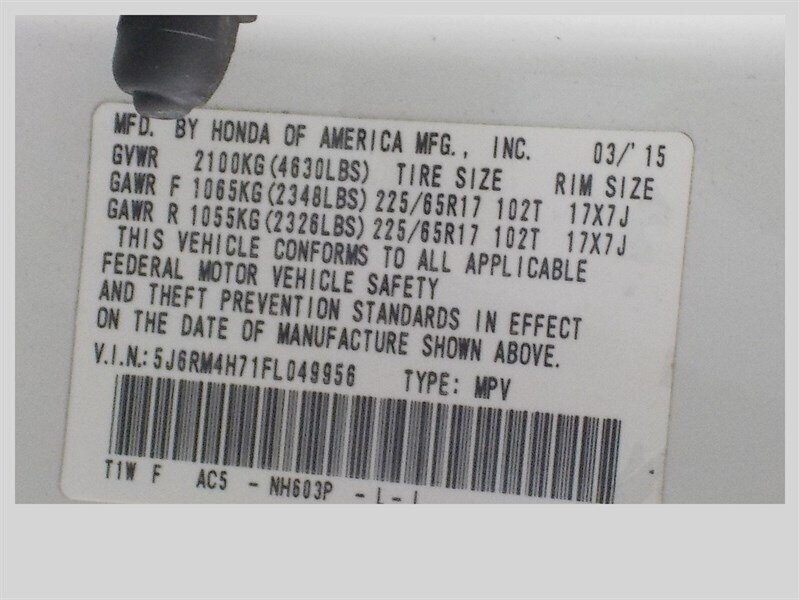 MFD. BY HONDA OF AMERICA MFG., INC. 03/'15
GVWR 2100KG(4630LBS) TIRE SIZE RIM SIZE
GAWR F 1065KG(2348LBS) 225/65R17 102T 17X7J
GAWR R 1055KG(2326LBS) 225/65R17 102T 17X7J
THIS VEHICLE CONFORMS TO ALL APPLICABLE
FEDERAL MOTOR VEHICLE SAFETY
AND THEFT PREVENTION STANDARDS IN EFFECT
ON THE DATE OF MANUFACTURE SHOWN ABOVE.
V.I.N.: 5J6RM4H71FL049956 TYPE: MPV
T1W F AC5 - NH603P - L - I